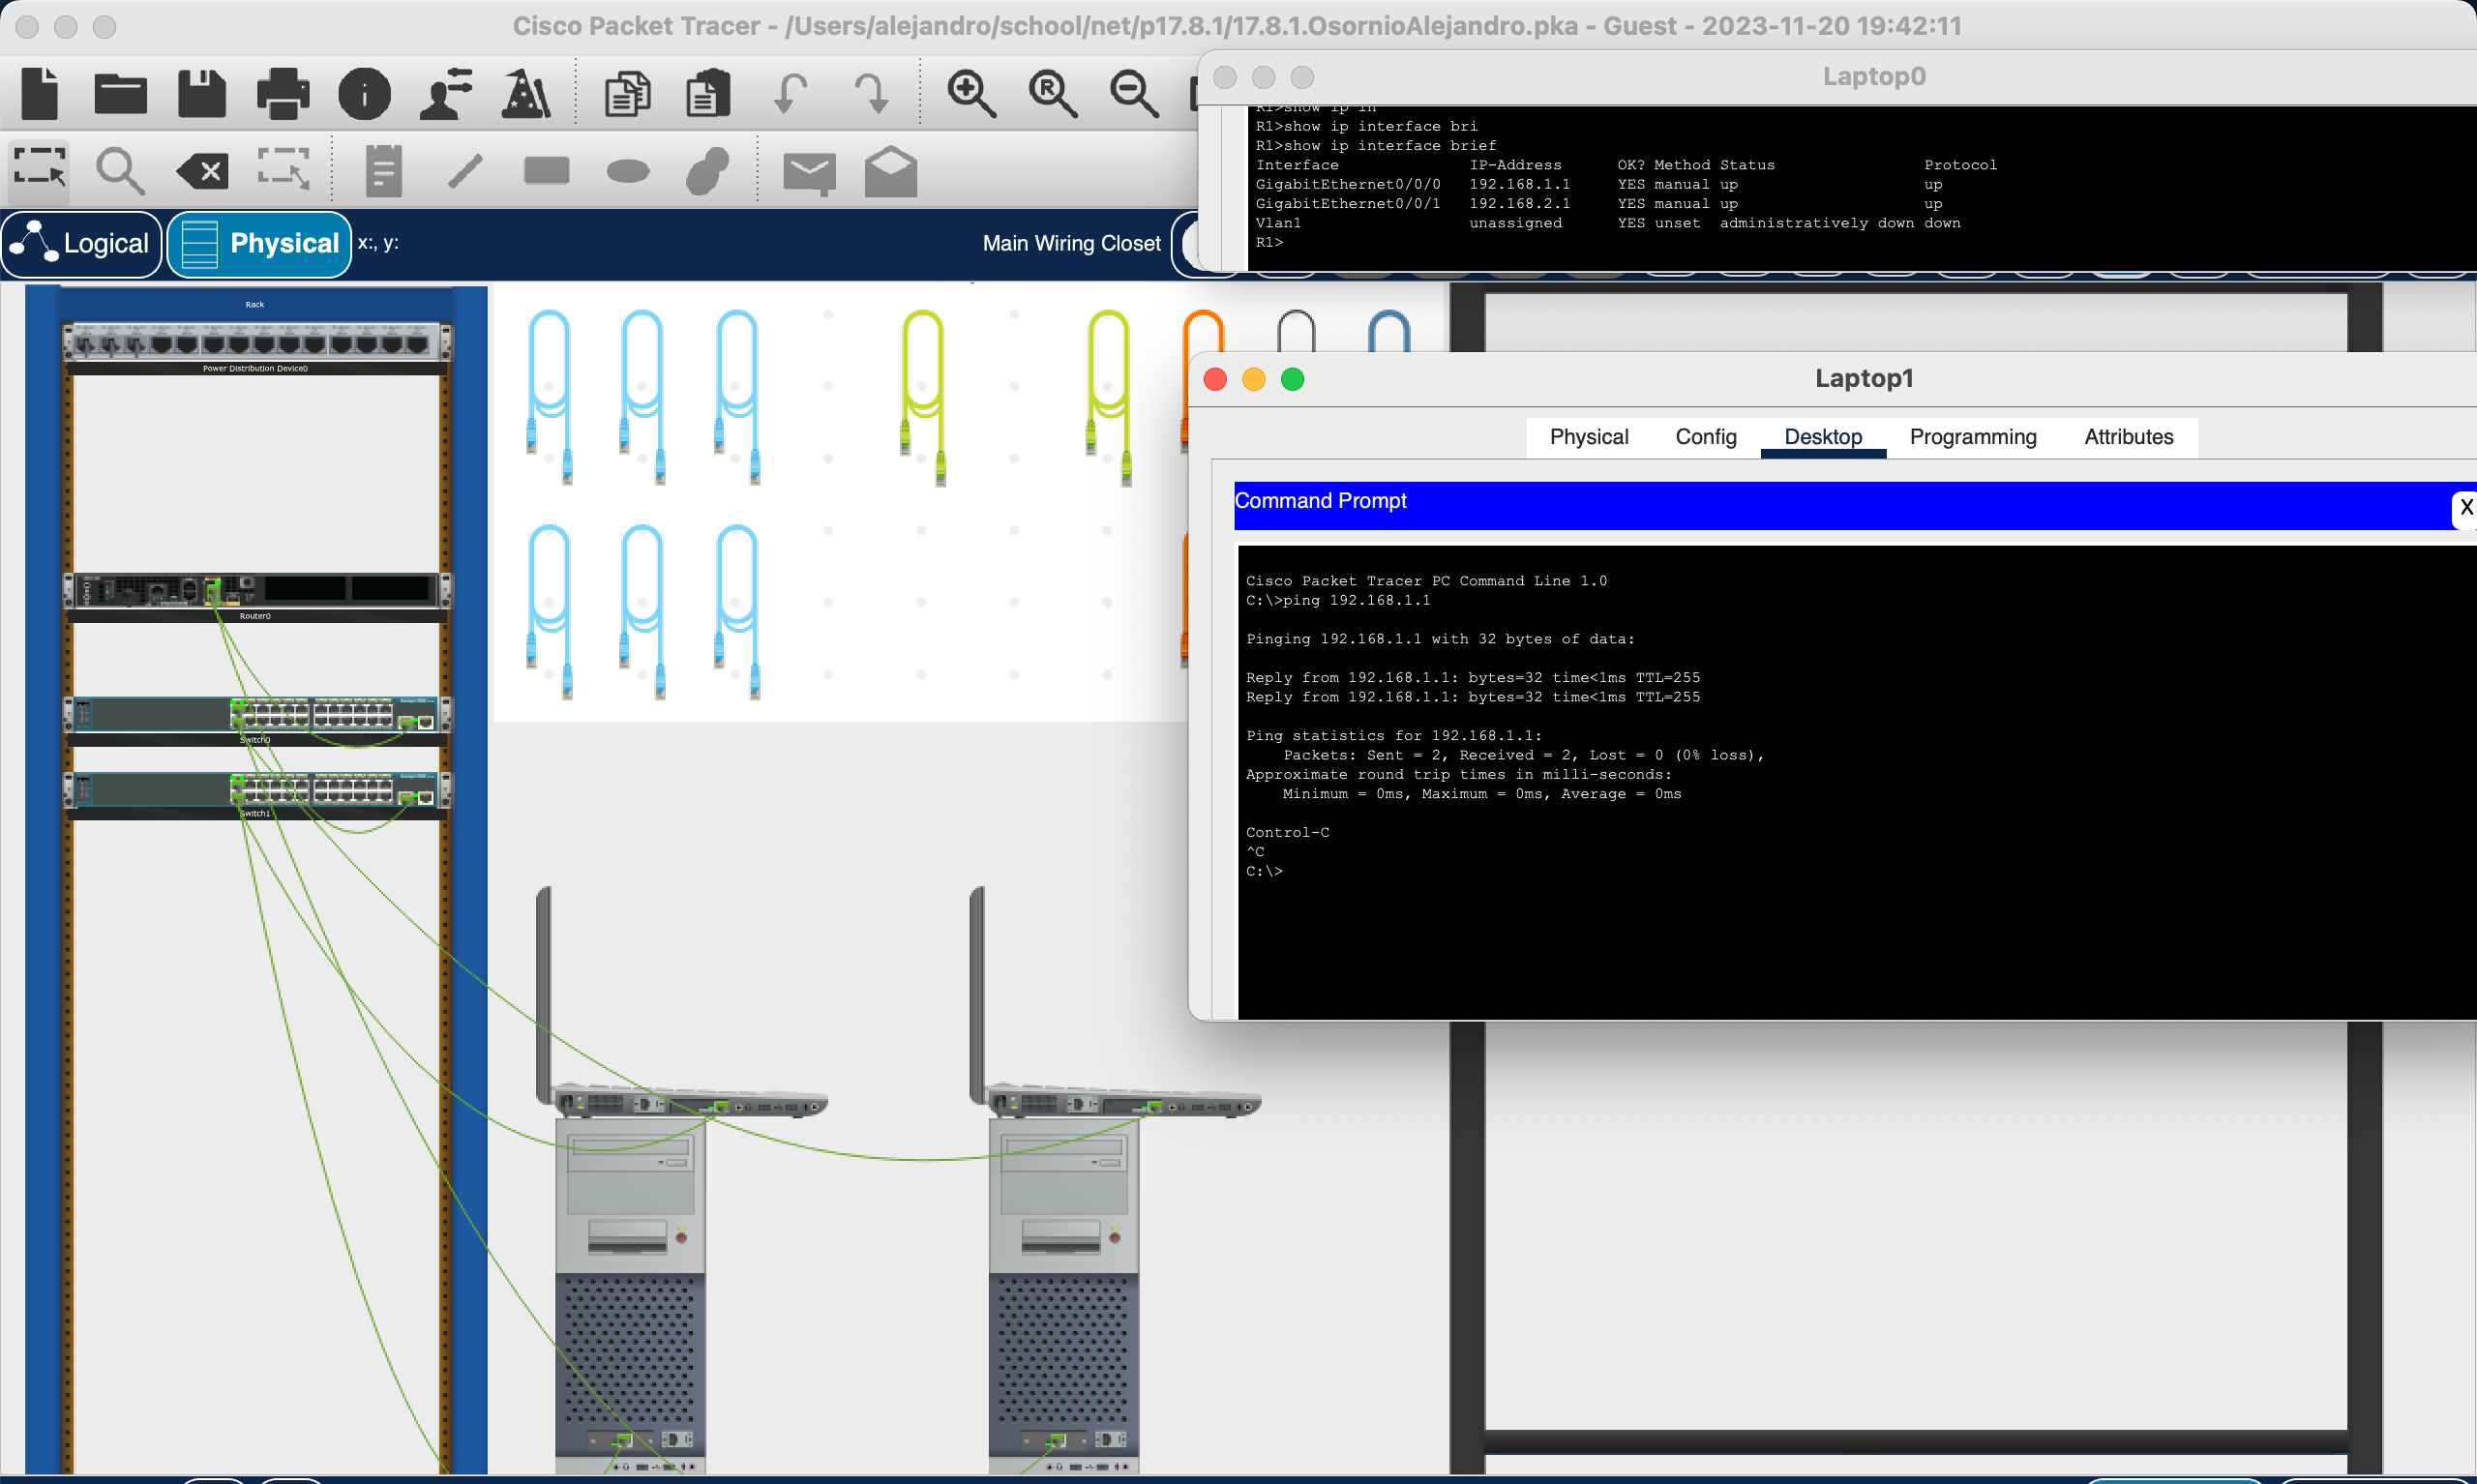 Cisco Packet Tracer - /Users/alejandro/school/net/p17.8.1/17.8.1.OsornioAlejandro.pka - Guest - 2023-11-20 19:42:11
Laptop0
R1>show ip in
R1>show ip interface bri
R1>show ip interface brief
Interface IP-Address OK? Method Status Protocol
GigabitEthernet0/0/0 192.168.1.1 YES manual up up
GigabitEthernet0/0/1 192.168.2.1 YES manual up up
Vlan1 unassigned YES unset administratively down down
R1>
Logical
Physical
x:, y:
Main Wiring Closet
Rack
Power Distribution Device0
Router0
Switch0
Switch1
Laptop1
Physical Config Desktop Programming Attributes
Command Prompt
X
Cisco Packet Tracer PC Command Line 1.0
C:\>ping 192.168.1.1
Pinging 192.168.1.1 with 32 bytes of data:
Reply from 192.168.1.1: bytes=32 time<1ms TTL=255
Reply from 192.168.1.1: bytes=32 time<1ms TTL=255
Ping statistics for 192.168.1.1:
Packets: Sent = 2, Received = 2, Lost = 0 (0% loss),
Approximate round trip times in milli-seconds:
Minimum = 0ms, Maximum = 0ms, Average = 0ms
Control-C
^C
C:\>